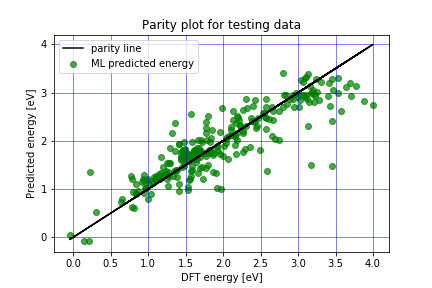 Parity plot for testing data
parity line
ML predicted energy
Predicted energy [eV]
4
3
2
1
0
0.0 0.5 1.0 1.5 2.0 2.5 3.0 3.5 4.0
DFT energy [eV]